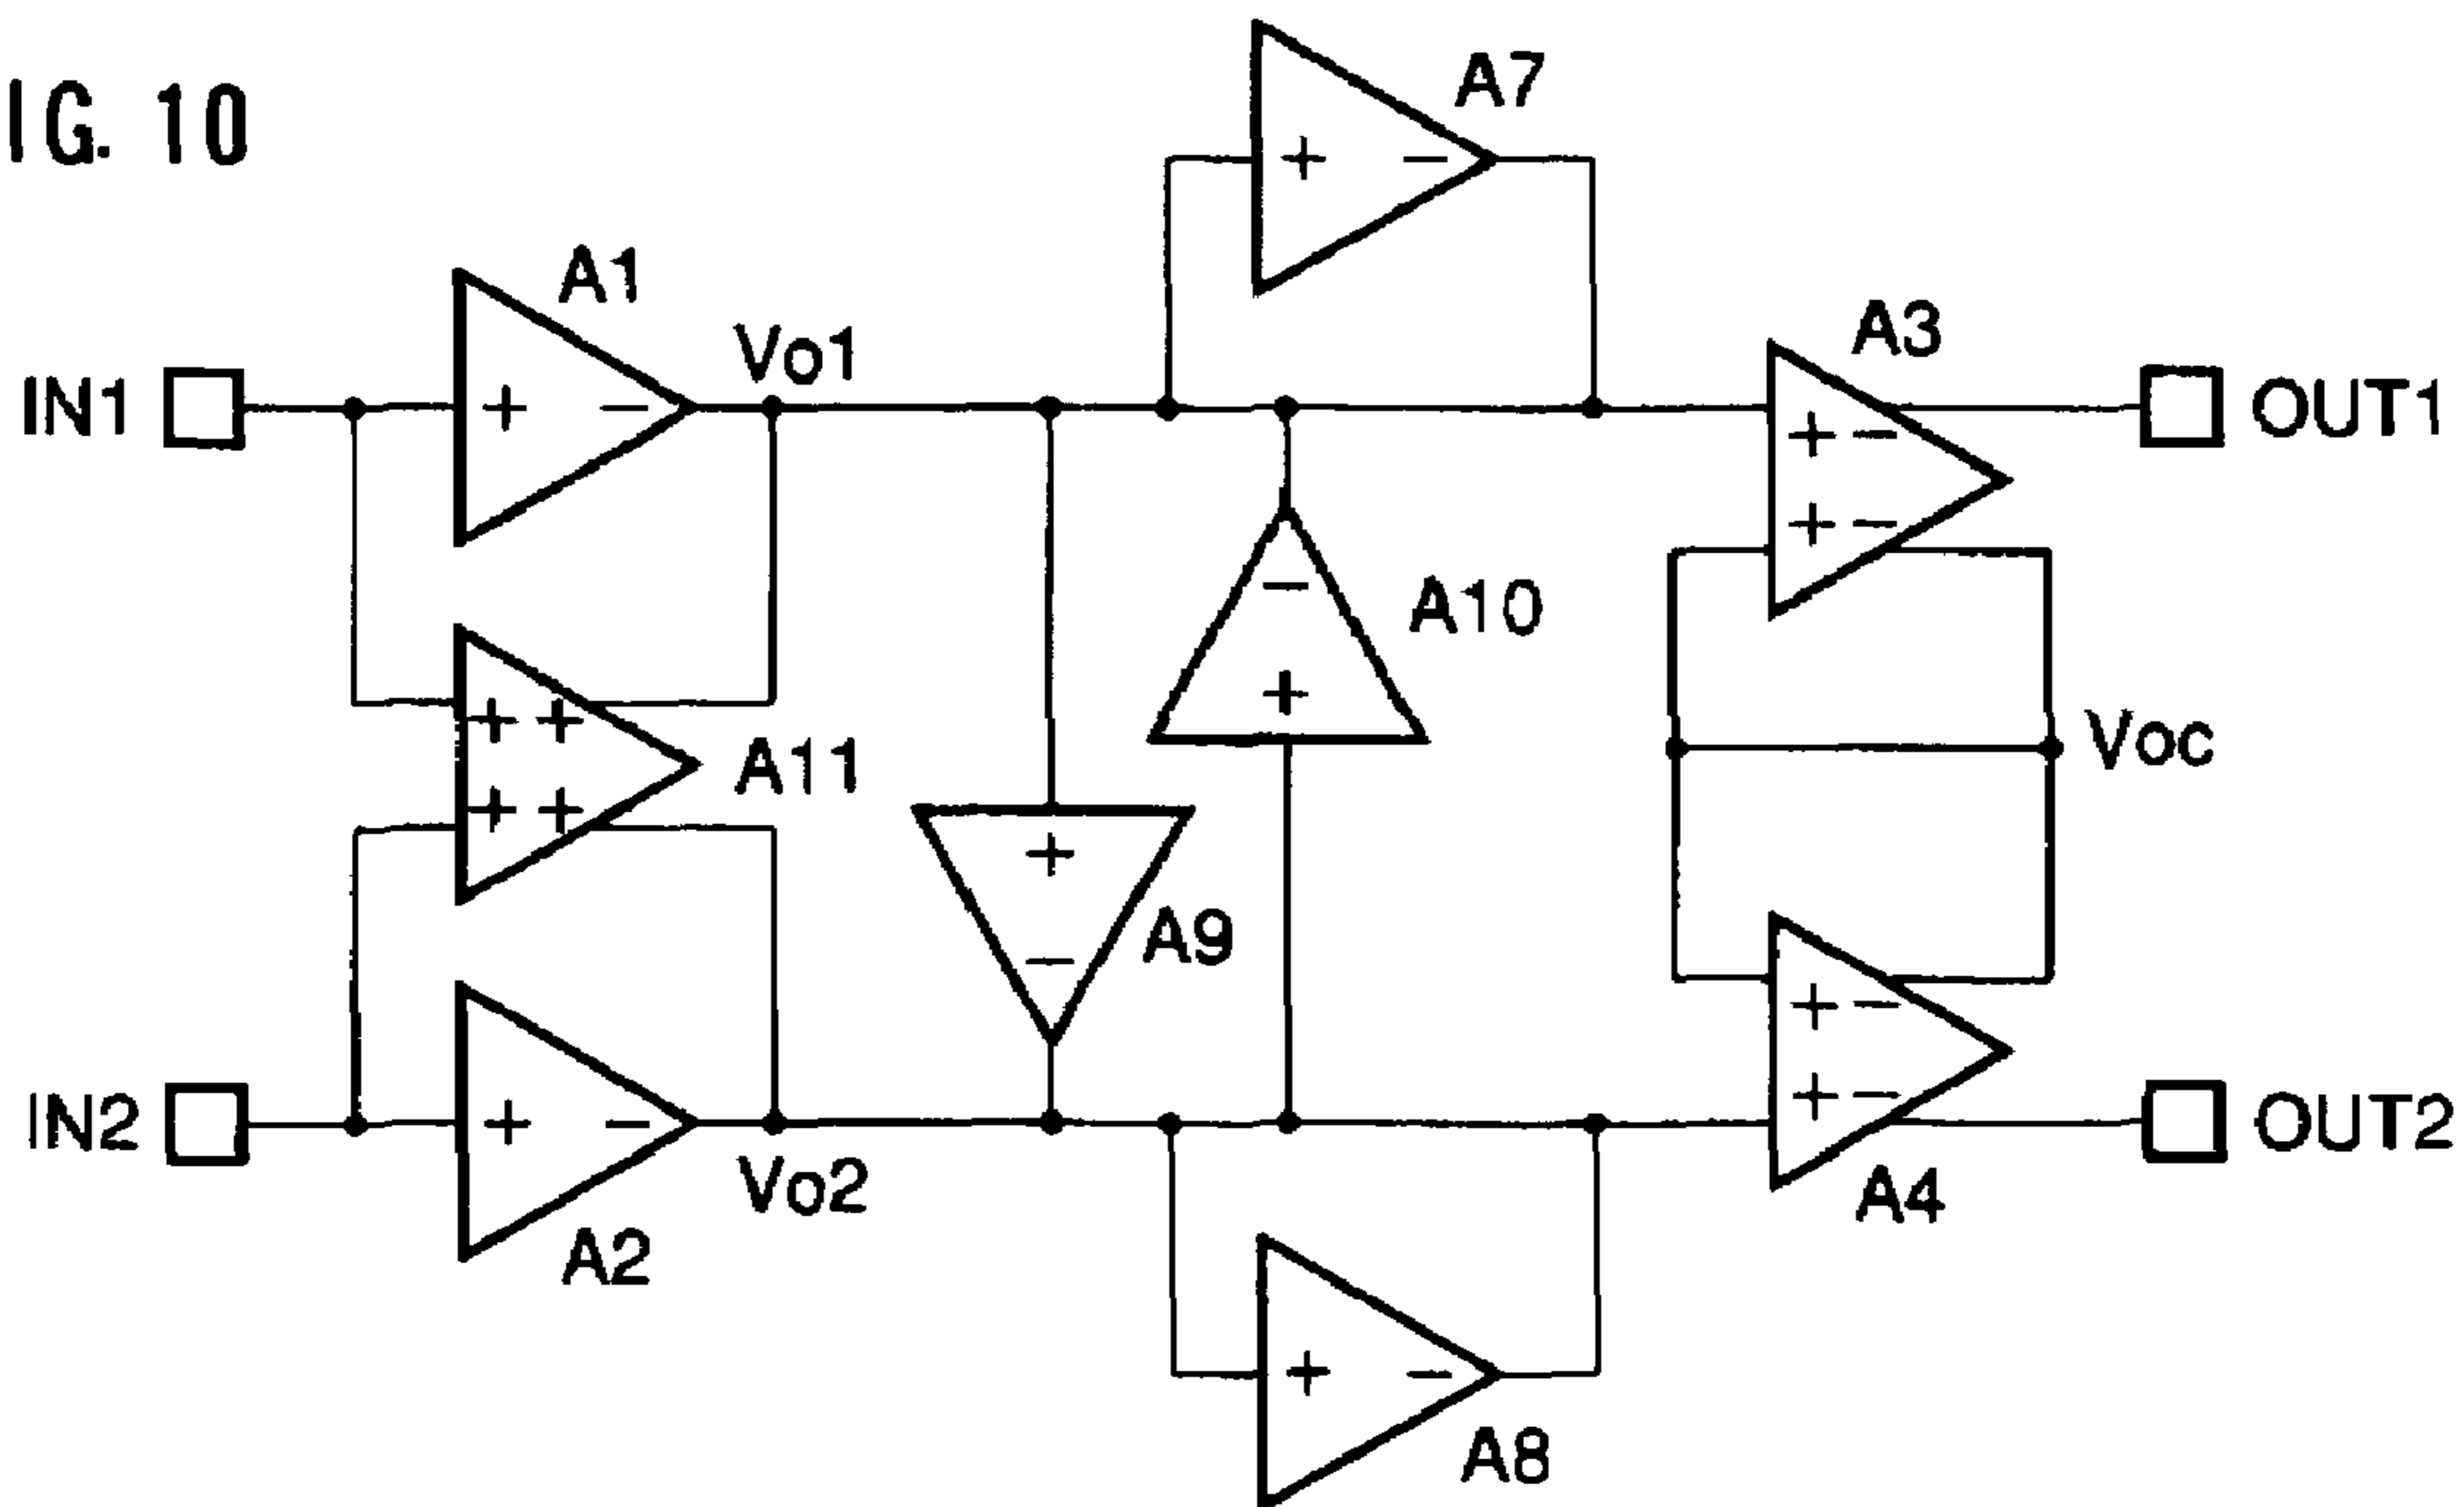 IG. 10
A7
A1
Vo1
A3
IN1
+ −
+ −
OUT1
+ −
+ −
−
A10
+ +
+
Voc
A11
+ +
+
−
A9
+ −
IN2
+ −
+ −
OUT2
Vo2
A4
A2
+ −
A8